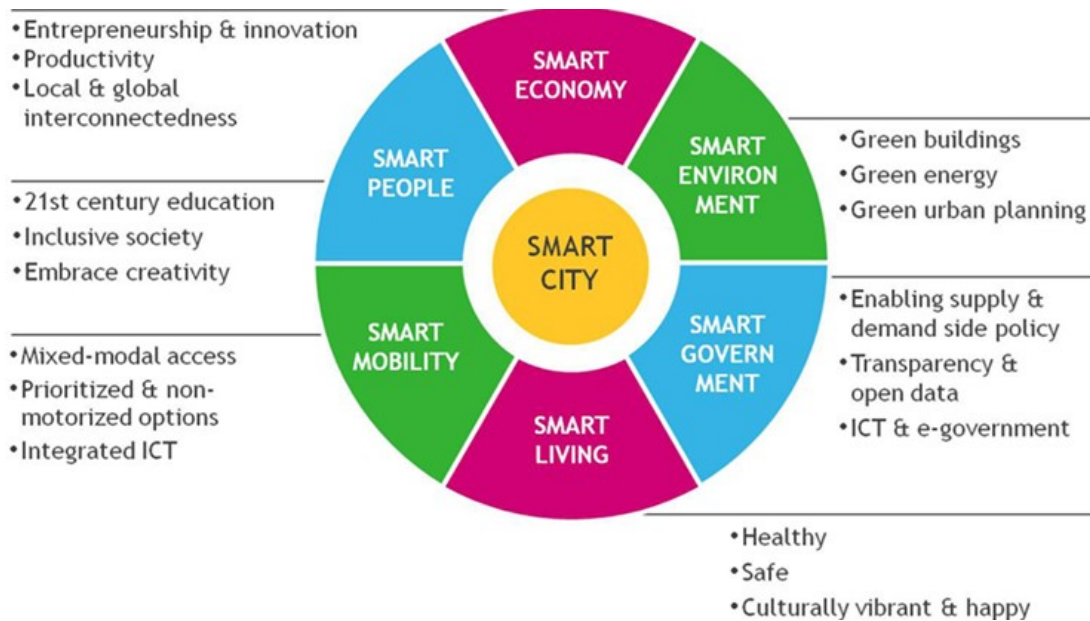 • Entrepreneurship & innovation
• Productivity
• Local & global
interconnectedness
SMART
ECONOMY
SMART
PEOPLE
SMART
ENVIRON
MENT
• Green buildings
• Green energy
• Green urban planning
• 21st century education
• Inclusive society
• Embrace creativity
SMART
CITY
SMART
MOBILITY
SMART
GOVERN
MENT
• Enabling supply &
demand side policy
• Transparency &
open data
• ICT & e-government
• Mixed-modal access
• Prioritized & non-
motorized options
• Integrated ICT
SMART
LIVING
• Healthy
• Safe
• Culturally vibrant & happy